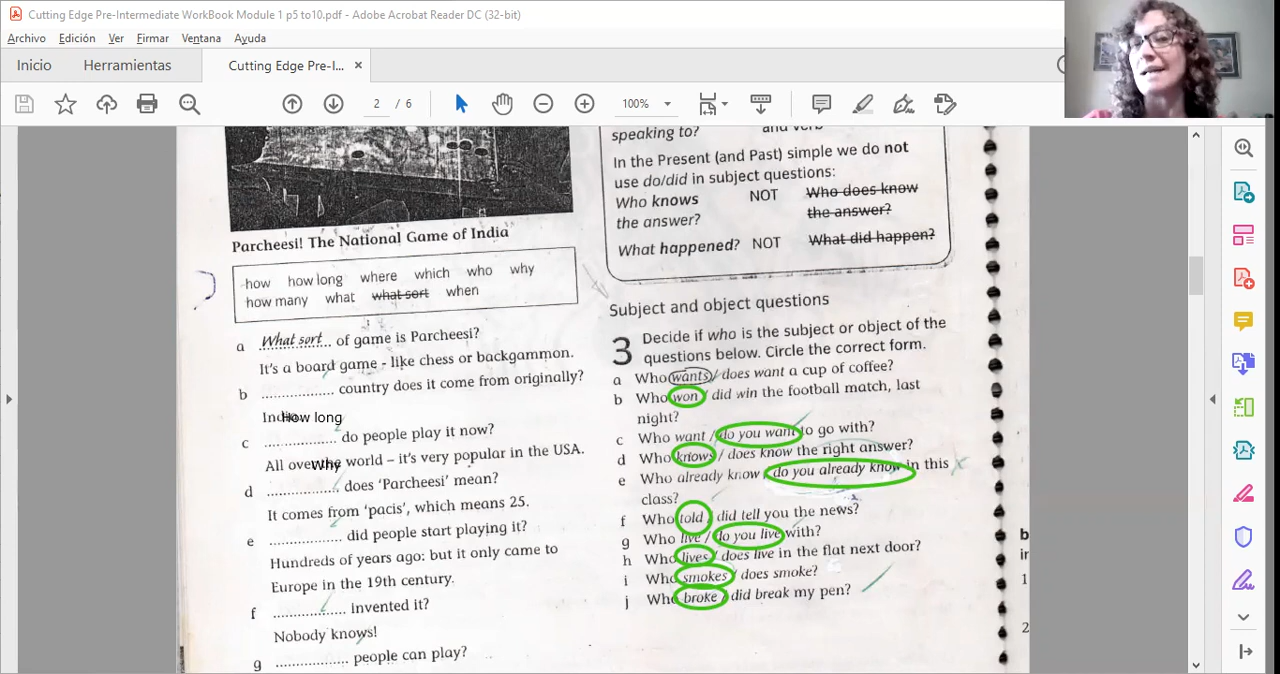 Cutting Edge Pre-Intermediate WorkBook Module 1 p5 to10.pdf - Adobe Acrobat Reader DC (32-bit)
Archivo Edición Ver Firmar Ventana Ayuda
Inicio Herramientas Cutting Edge Pre-I... ×
2 / 6 100%
Parcheesi! The National Game of India
how how long where which who why
how many what what sort when
a What sort of game is Parcheesi?
It's a board game - like chess or backgammon.
b ................ country does it come from originally?
India
How long
c ................ do people play it now?
All over the world – it's very popular in the USA.
Why
d ................ does 'Parcheesi' mean?
It comes from 'pacis', which means 25.
e ................ did people start playing it?
Hundreds of years ago: but it only came to
Europe in the 19th century.
f ................ invented it?
Nobody knows!
g ................ people can play?
speaking to? and verb
In the Present (and Past) simple we do not
use do/did in subject questions:
Who knows NOT Who does know
the answer? the answer?
What happened? NOT What did happen?
Subject and object questions
3 Decide if who is the subject or object of the
questions below. Circle the correct form.
a Who wants / does want a cup of coffee?
b Who won / did win the football match, last
night?
c Who want / do you want to go with?
d Who knows / does know the right answer?
e Who already know / do you already know in this
class?
f Who told / did tell you the news?
g Who live / do you live with?
h Who lives / does live in the flat next door?
i Who smokes / does smoke?
j Who broke / did break my pen?
b
1
2